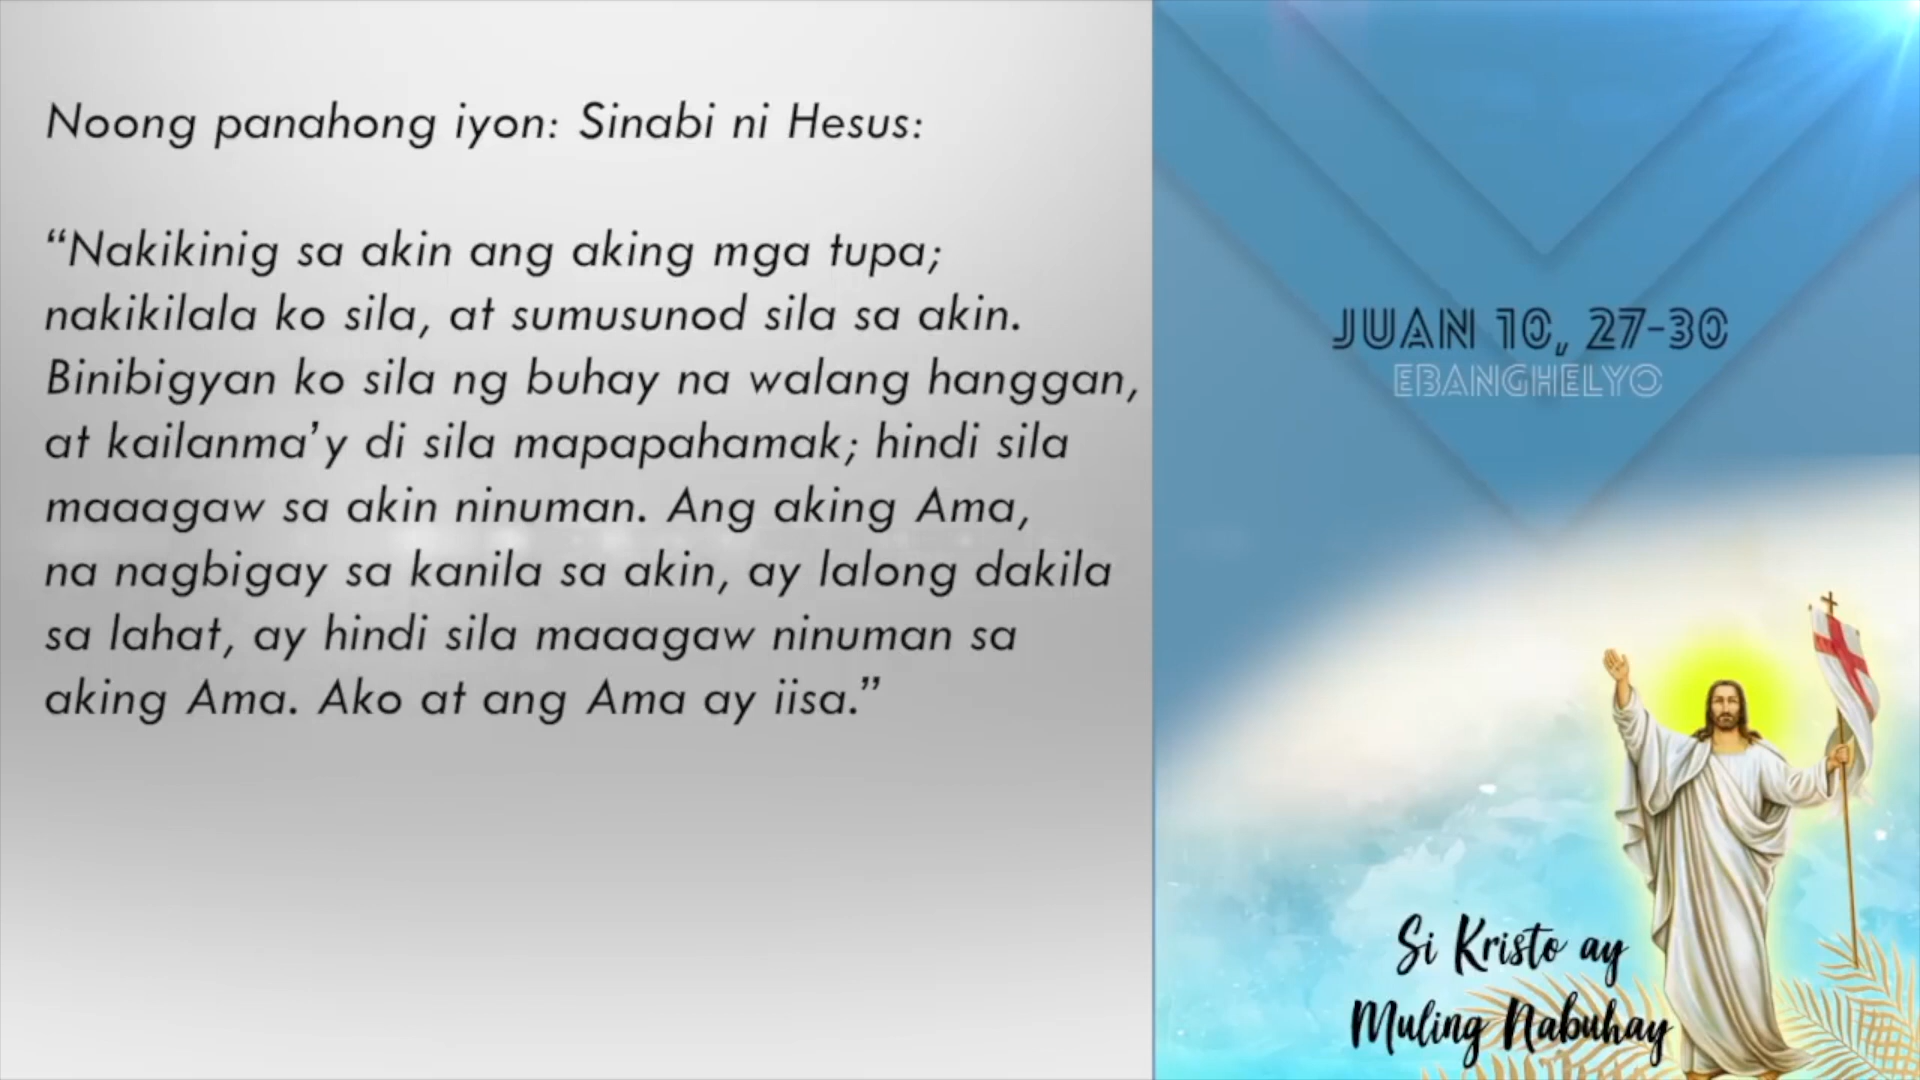 Noong panahong iyon: Sinabi ni Hesus:
“Nakikinig sa akin ang aking mga tupa;
nakikilala ko sila, at sumusunod sila sa akin.
Binibigyan ko sila ng buhay na walang hanggan,
at kailanma’y di sila mapapahamak; hindi sila
maaagaw sa akin ninuman. Ang aking Ama,
na nagbigay sa kanila sa akin, ay lalong dakila
sa lahat, ay hindi sila maaagaw ninuman sa
aking Ama. Ako at ang Ama ay iisa.”
JUAN 10, 27-30
EBANGHELYO
Si Kristo ay
Muling Nabuhay